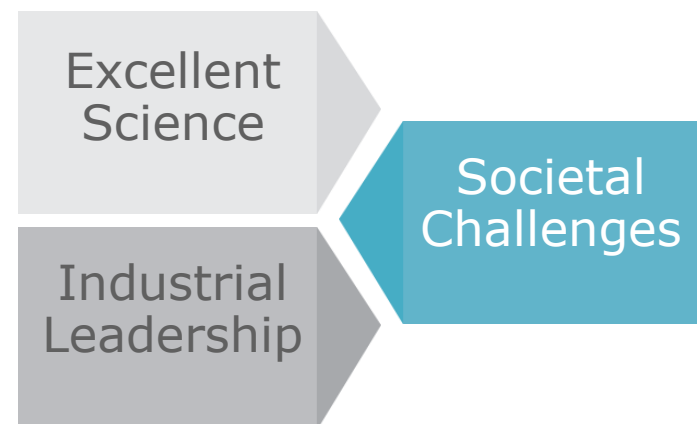 Excellent
Science
Societal
Challenges
Industrial
Leadership